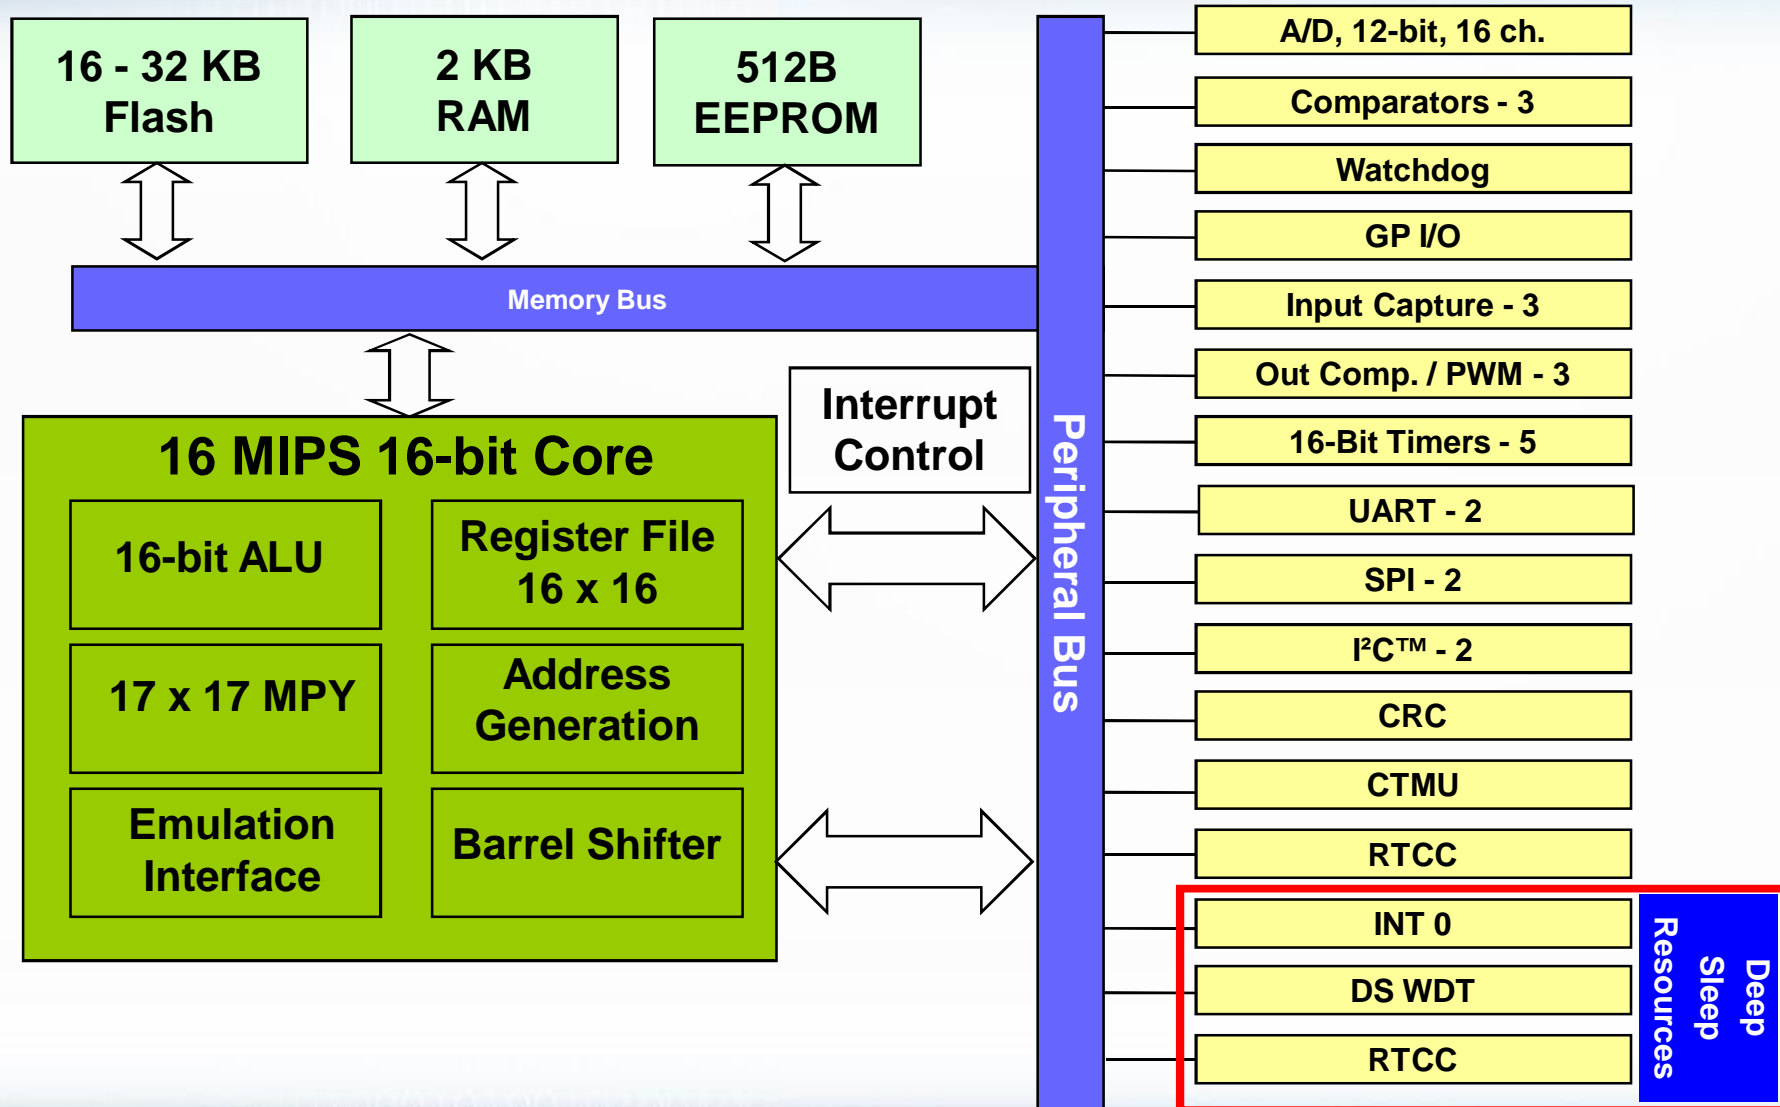 16 - 32 KB
Flash
2 KB
RAM
512B
EEPROM
Memory Bus
16 MIPS 16-bit Core
16-bit ALU
Register File
16 x 16
17 x 17 MPY
Address
Generation
Emulation
Interface
Barrel Shifter
Interrupt
Control
Peripheral Bus
A/D, 12-bit, 16 ch.
Comparators - 3
Watchdog
GP I/O
Input Capture - 3
Out Comp. / PWM - 3
16-Bit Timers - 5
UART - 2
SPI - 2
I²C™ - 2
CRC
CTMU
RTCC
INT 0
DS WDT
RTCC
Deep
Sleep
Resources